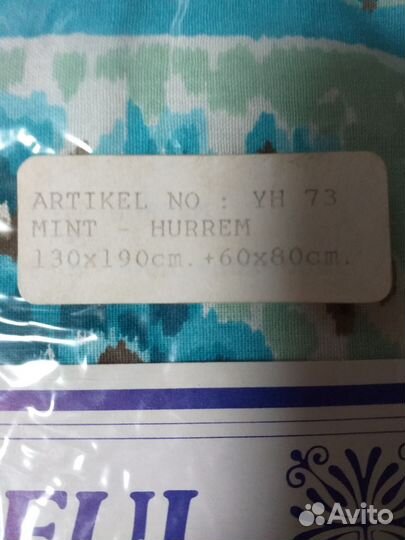 ARTIKEL NO : YH 73
MINT - HURREM
130x190cm. +60x80cm.
Avito